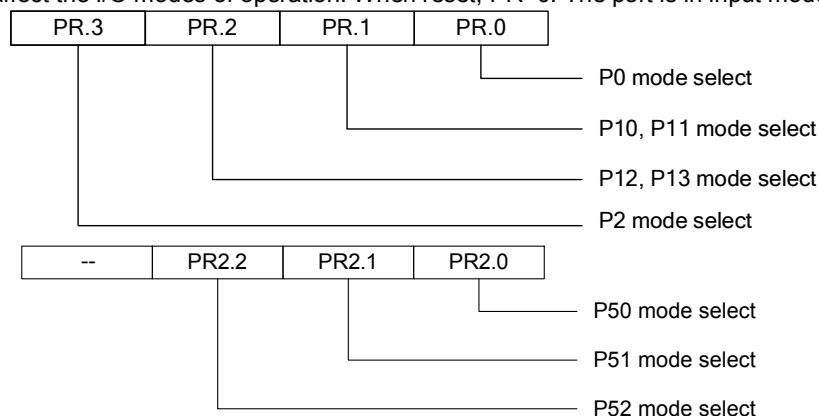 PR.3 PR.2 PR.1 PR.0
P0 mode select
P10, P11 mode select
P12, P13 mode select
P2 mode select
-- PR2.2 PR2.1 PR2.0
P50 mode select
P51 mode select
P52 mode select